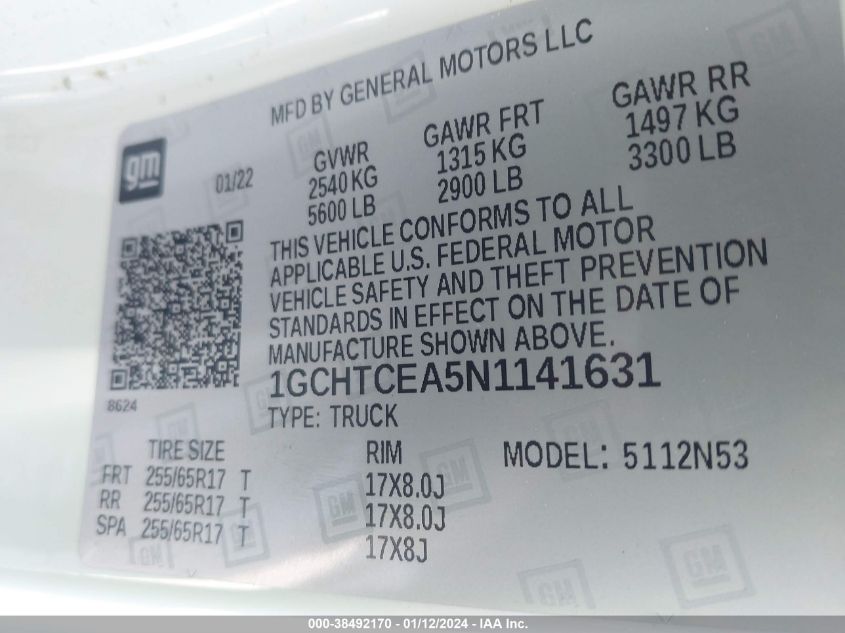 MFD BY GENERAL MOTORS LLC
gm
01/22
GVWR
2540 KG
5600 LB
GAWR FRT
1315 KG
2900 LB
GAWR RR
1497 KG
3300 LB
THIS VEHICLE CONFORMS TO ALL
APPLICABLE U.S. FEDERAL MOTOR
VEHICLE SAFETY AND THEFT PREVENTION
STANDARDS IN EFFECT ON THE DATE OF
MANUFACTURE SHOWN ABOVE.
1GCHTCEA5N1141631
8624
TYPE: TRUCK
TIRE SIZE RIM MODEL: 5112N53
FRT 255/65R17 T 17X8.0J
RR 255/65R17 T 17X8.0J
SPA 255/65R17 T 17X8J
GM
GM
GM
GM
000-38492170 - 01/12/2024 - IAA Inc.